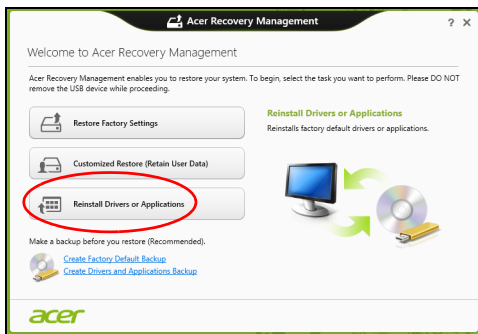 Acer Recovery Management
? X
Welcome to Acer Recovery Management
Acer Recovery Management enables you to restore your system. To begin, select the task you want to perform. Please DO NOT
remove the USB device while proceeding.
Restore Factory Settings
Customized Restore (Retain User Data)
Reinstall Drivers or Applications
Reinstall Drivers or Applications
Reinstalls factory default drivers or applications.
Make a backup before you restore (Recommended).
Create Factory Default Backup
Create Drivers and Applications Backup
acer